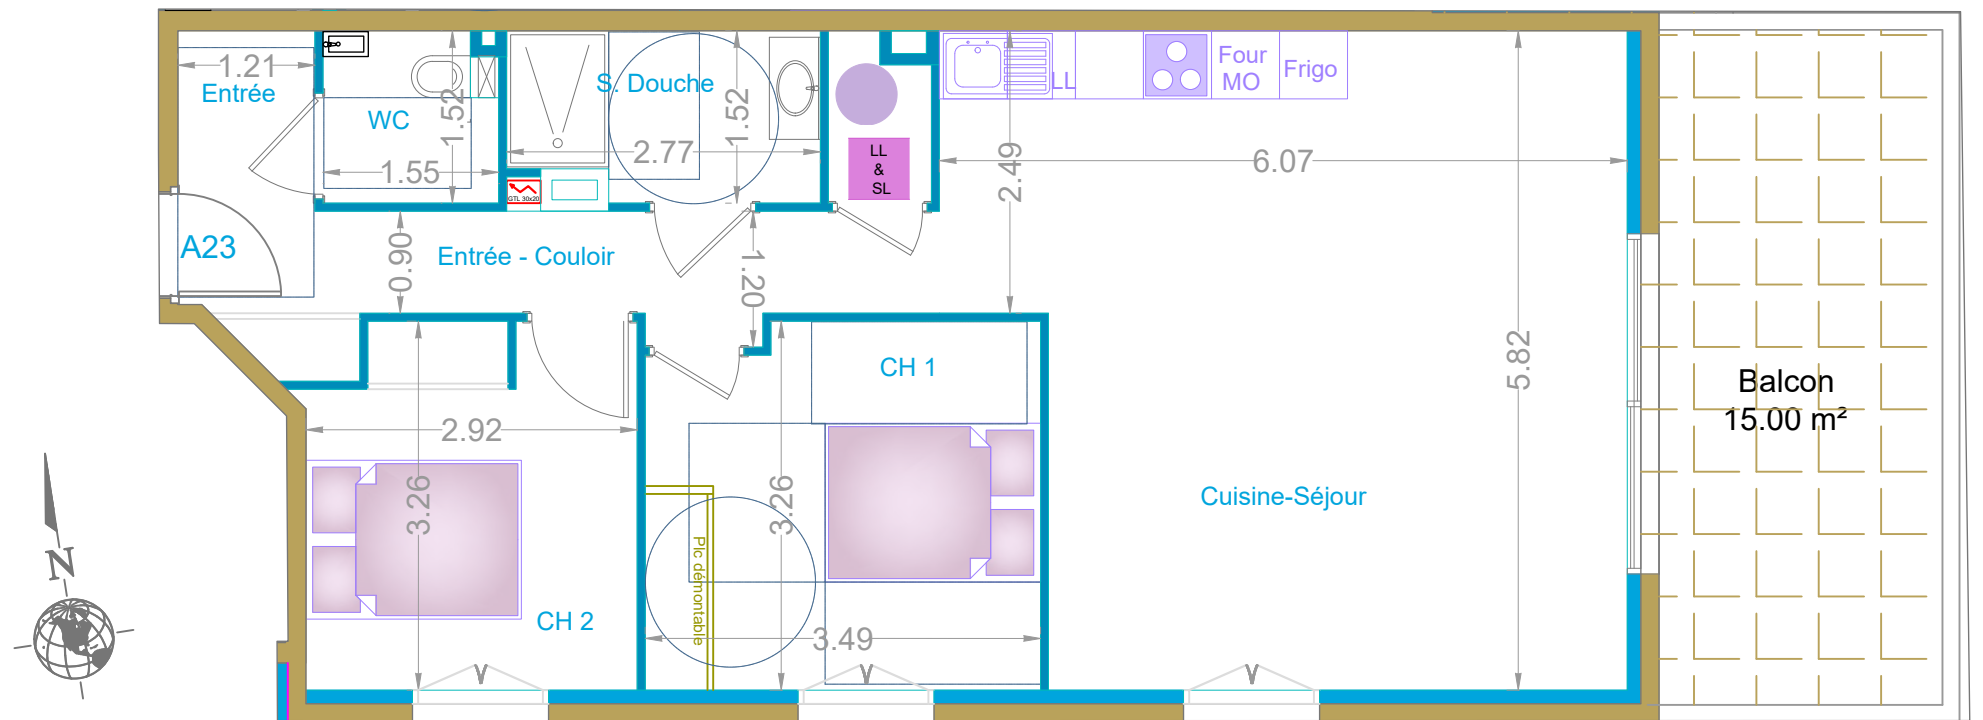 1.21
Entrée
WC
1.52
1.55
S. Douche
1.52
2.77
GTL 30x20
LL
&
SL
LL
Four
MO
Frigo
2.49
6.07
A23
0.90
Entrée - Couloir
1.20
CH 1
5.82
Balcon
15.00 m²
2.92
3.26
3.26
Cuisine-Séjour
Plc démontable
CH 2
3.49
N